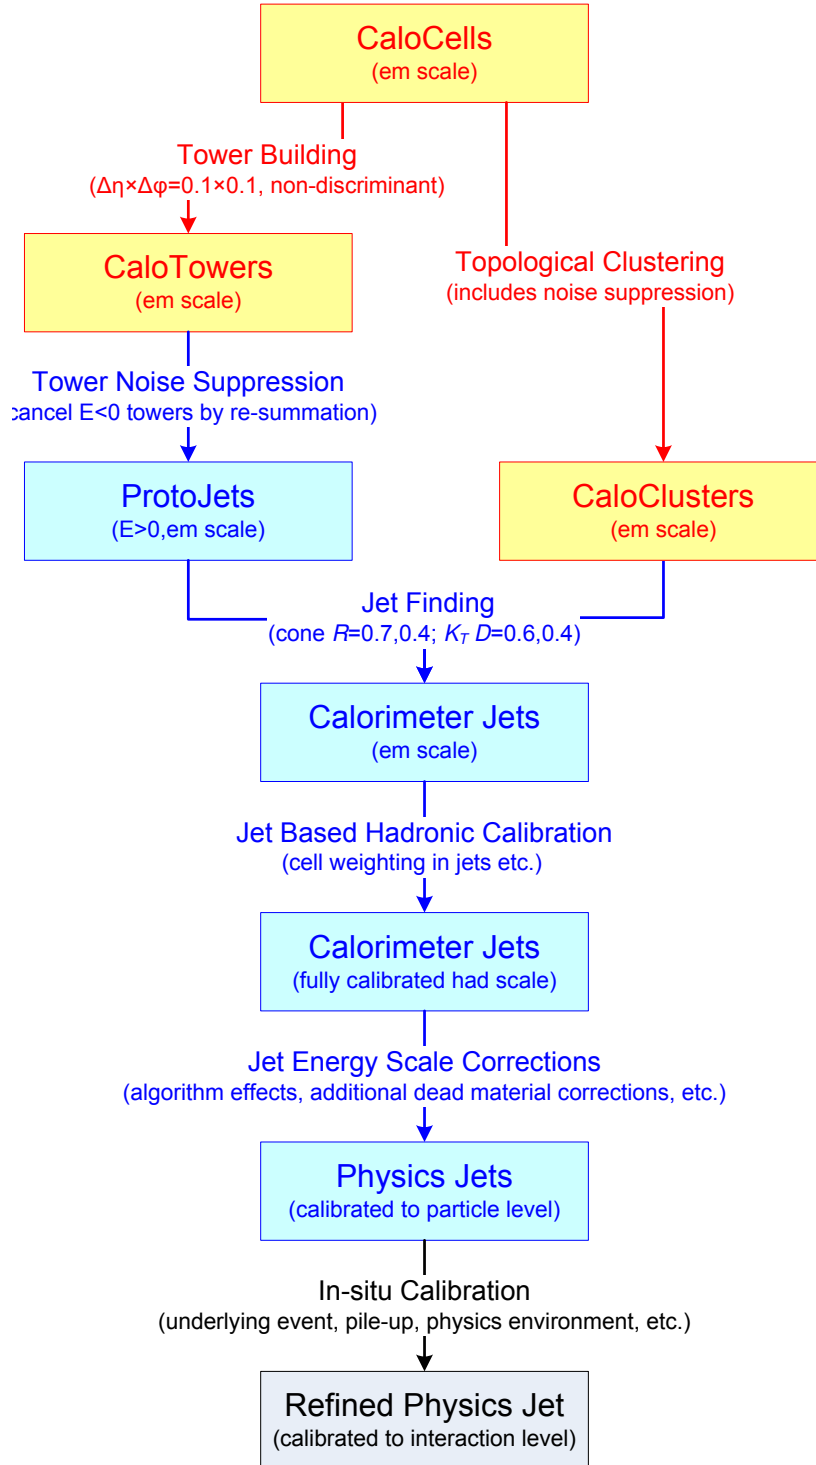 CaloCells
(em scale)
Tower Building
(Δη×Δφ=0.1×0.1, non-discriminant)
CaloTowers
(em scale)
Topological Clustering
(includes noise suppression)
Tower Noise Suppression
cancel E<0 towers by re-summation)
ProtoJets
(E>0,em scale)
CaloClusters
(em scale)
Jet Finding
(cone R=0.7,0.4; KT D=0.6,0.4)
Calorimeter Jets
(em scale)
Jet Based Hadronic Calibration
(cell weighting in jets etc.)
Calorimeter Jets
(fully calibrated had scale)
Jet Energy Scale Corrections
(algorithm effects, additional dead material corrections, etc.)
Physics Jets
(calibrated to particle level)
In-situ Calibration
(underlying event, pile-up, physics environment, etc.)
Refined Physics Jet
(calibrated to interaction level)